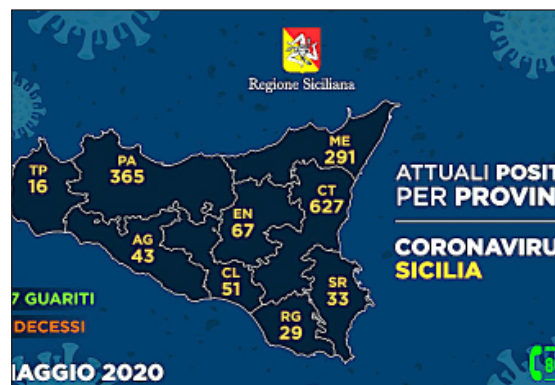 Regione Siciliana
ME
291
TP
16
PA
365
CT
627
EN
67
AG
43
CL
51
SR
33
RG
29
ATTUALI POSIT
PER PROVIN
CORONAVIRU
SICILIA
7 GUARITI
DECESSI
MAGGIO 2020